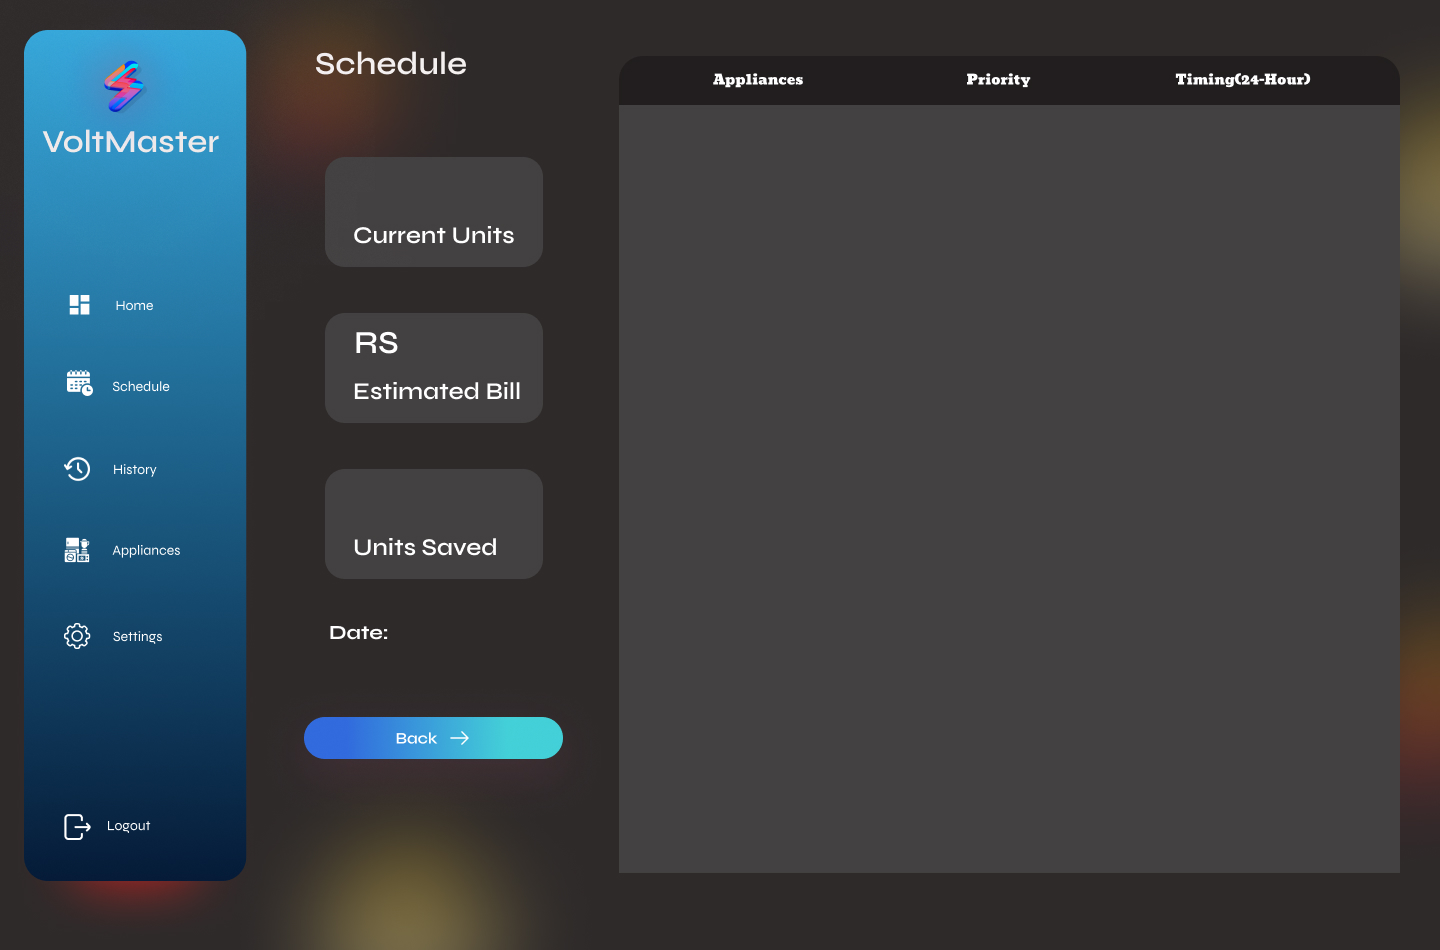 VoltMaster
Home
Schedule
History
Appliances
Settings
Logout
Schedule
Current Units
RS
Estimated Bill
Units Saved
Date:
Back
Appliances Priority Timing(24-Hour)